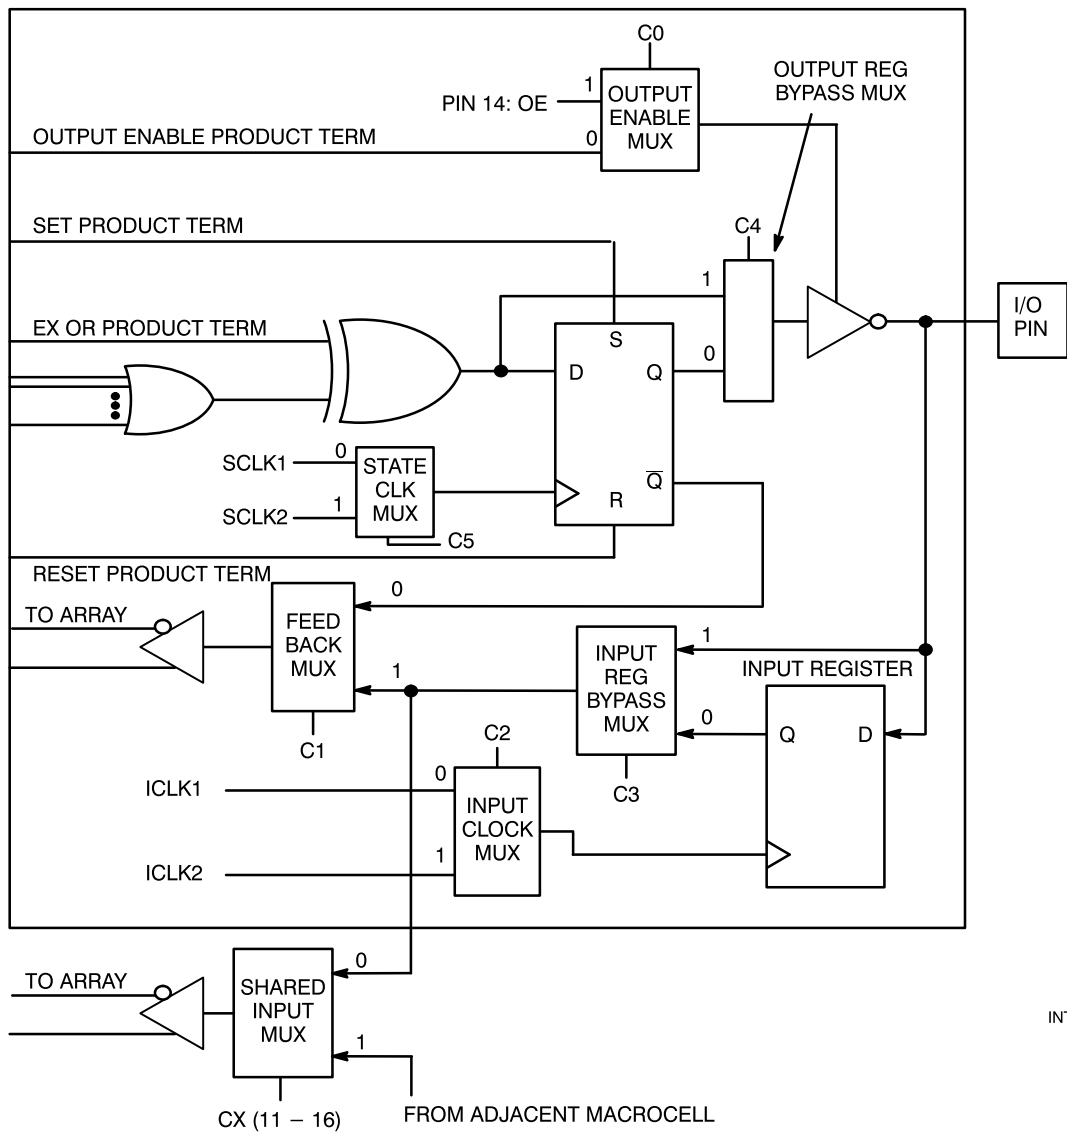 C0
OUTPUT REG
BYPASS MUX
1
PIN 14: OE
OUTPUT
ENABLE
MUX
OUTPUT ENABLE PRODUCT TERM
0
SET PRODUCT TERM
C4
1
I/O
PIN
EX OR PRODUCT TERM
S
0
D
Q
SCLK1
0
STATE
CLK
MUX
Q̅
SCLK2
1
R
C5
RESET PRODUCT TERM
0
TO ARRAY
FEED
BACK
MUX
1
INPUT
REG
BYPASS
MUX
1
INPUT REGISTER
0
Q
D
C1
C2
C3
ICLK1
0
INPUT
CLOCK
MUX
ICLK2
1
TO ARRAY
0
SHARED
INPUT
MUX
INT
1
CX (11 – 16)
FROM ADJACENT MACROCELL